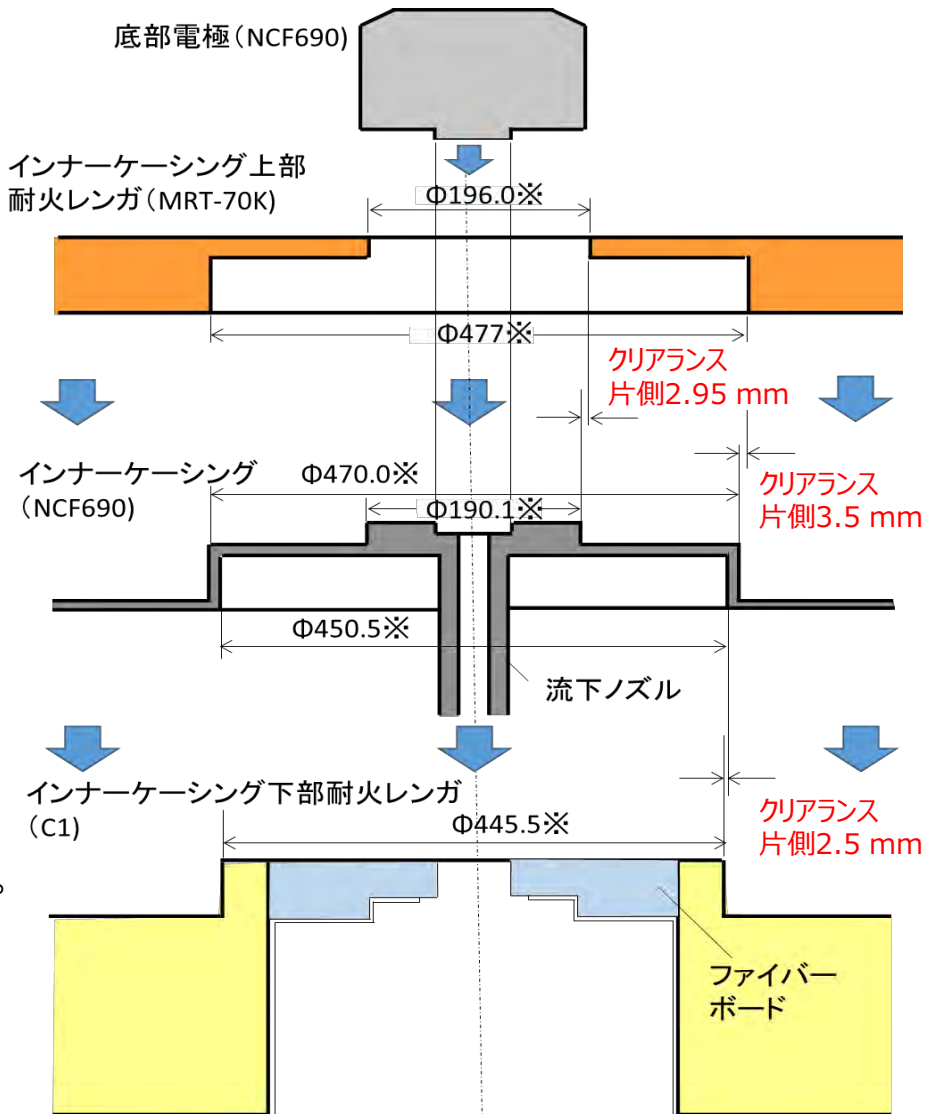 底部電極(NCF690)
インナーケーシング上部
耐火レンガ(MRT-70K)
Φ196.0※
Φ477※
クリアランス
片側2.95 mm
インナーケーシング
(NCF690)
Φ470.0※
Φ190.1※
クリアランス
片側3.5 mm
Φ450.5※
流下ノズル
インナーケーシング下部耐火レンガ
(C1)
Φ445.5※
クリアランス
片側2.5 mm
。
ファイバー
ボード